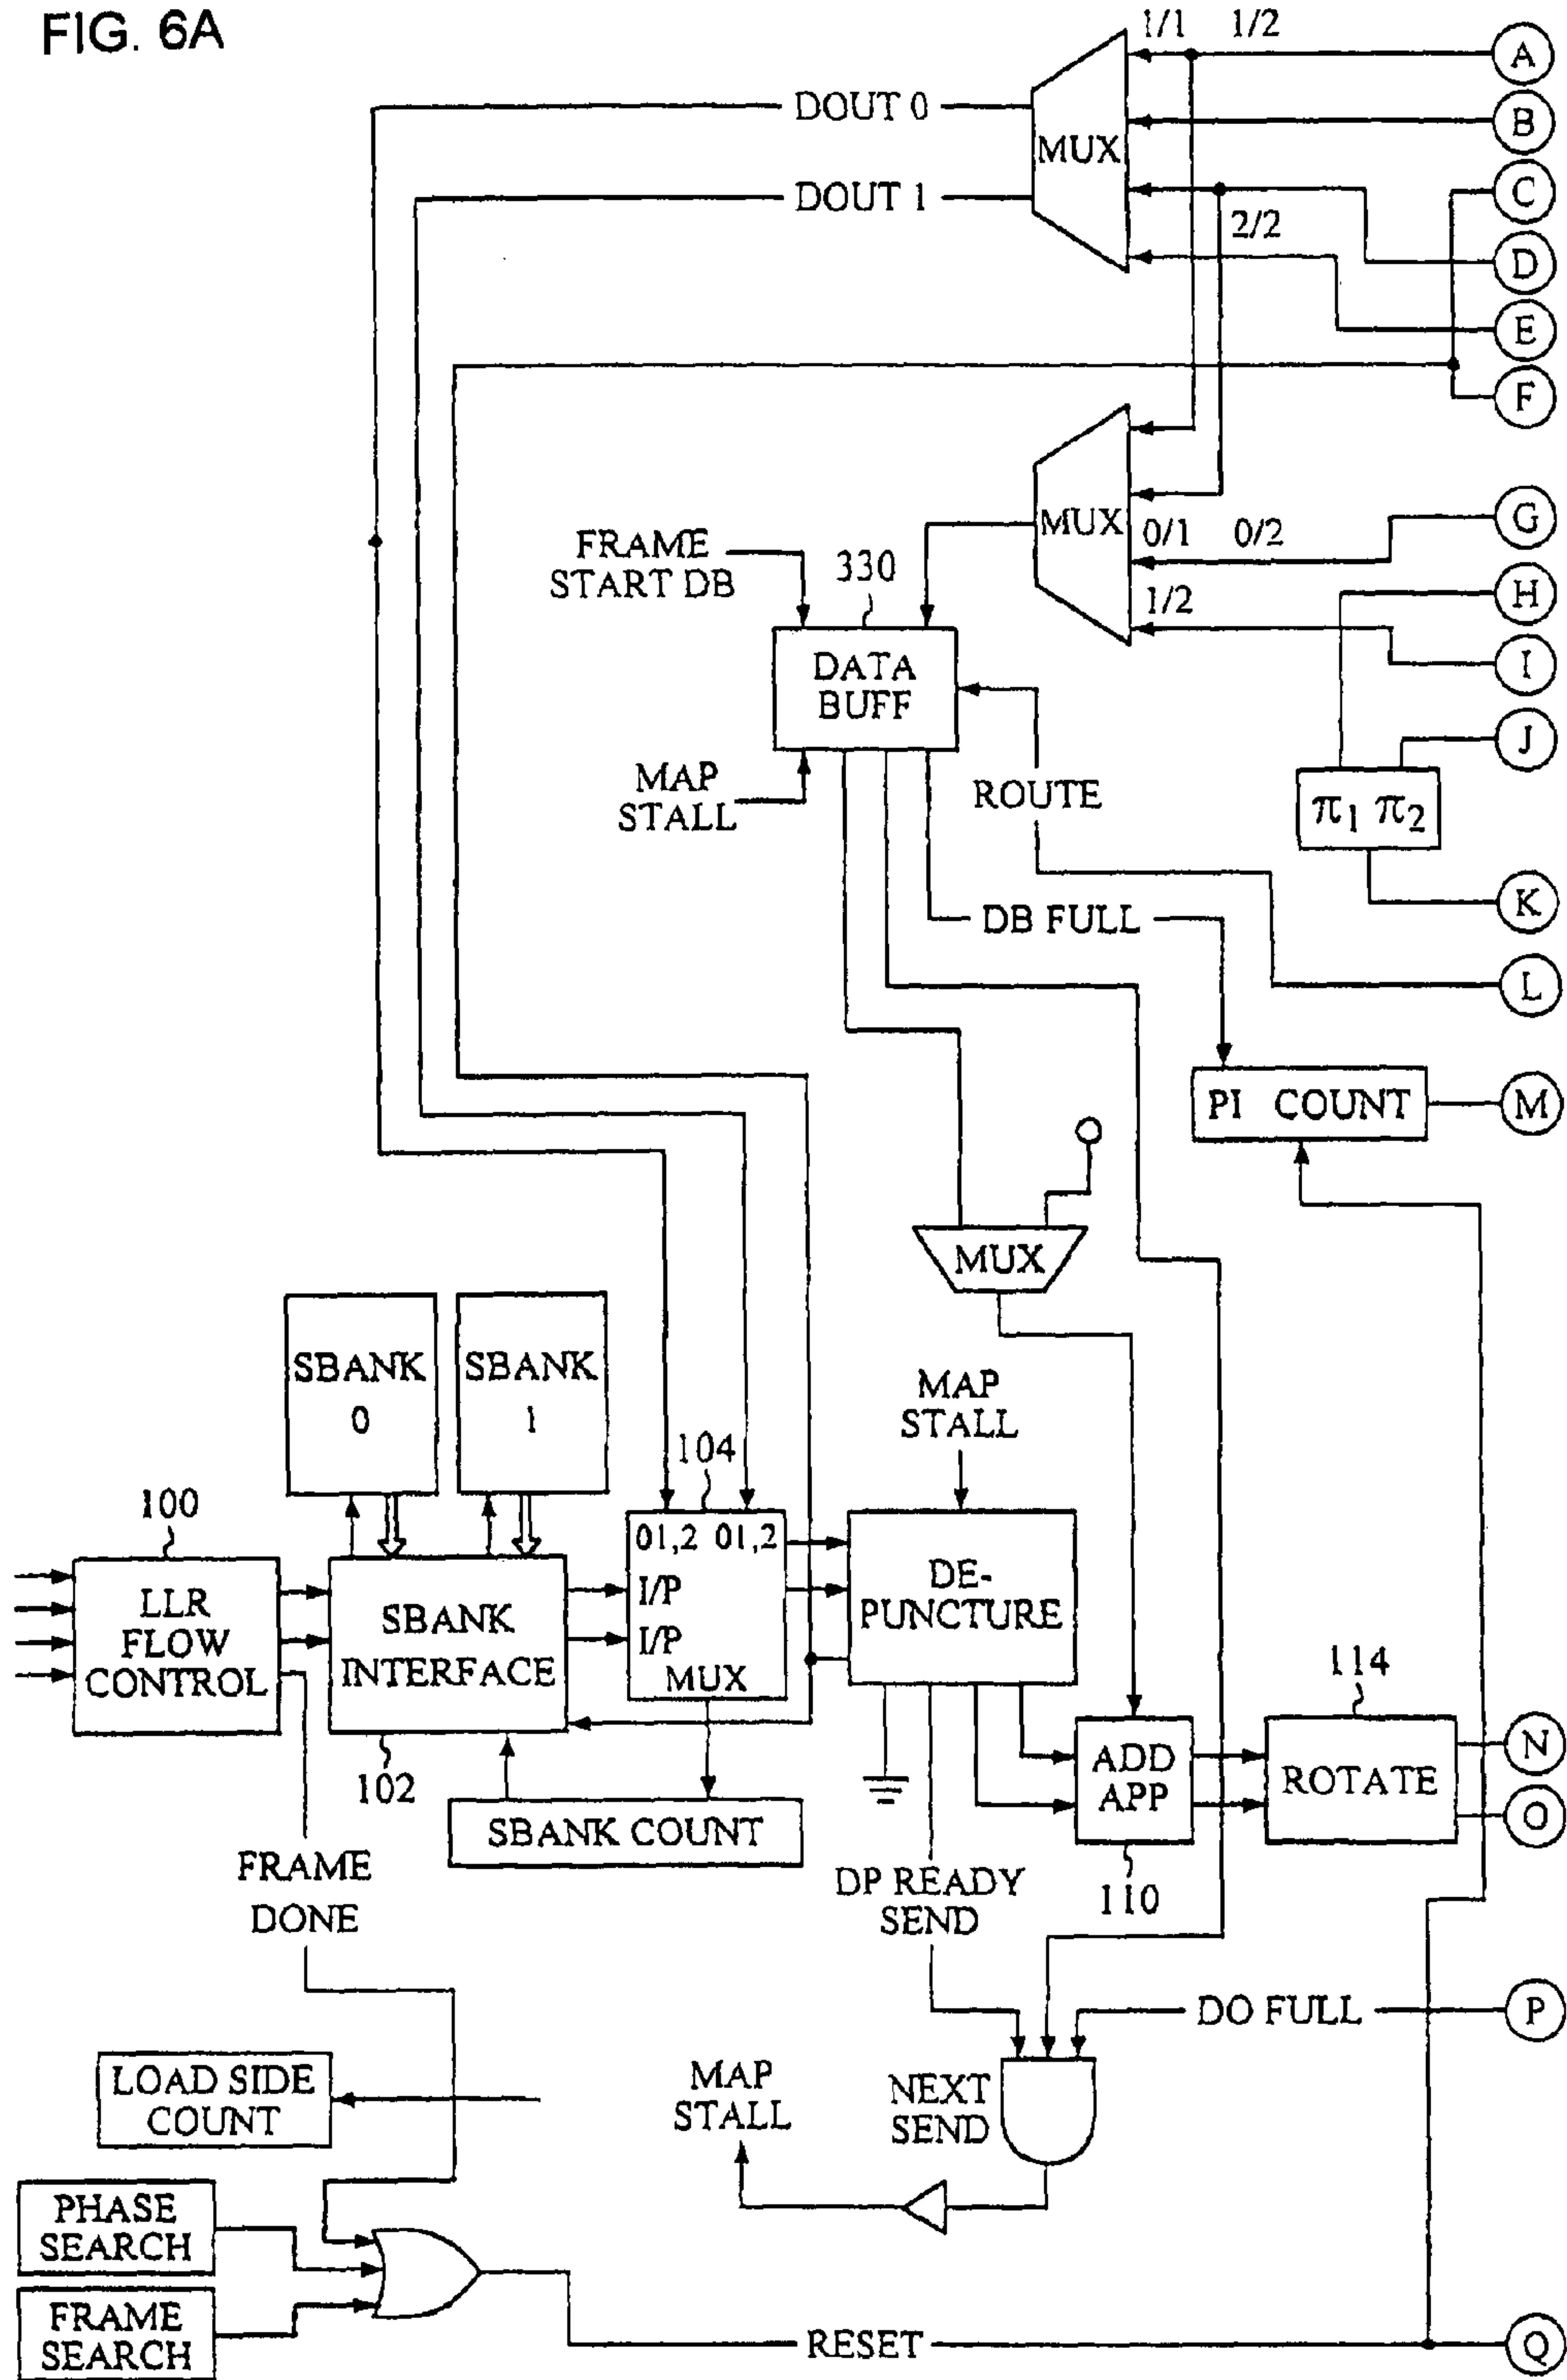 FIG. 6A
1/1 1/2
A
DOUT 0
B
MUX
C
DOUT 1
2/2
D
E
F
MUX
G
0/1 0/2
FRAME
START DB
330
H
1/2
DATA
BUFF
I
J
MAP
STALL
ROUTE
π1 π2
K
DB FULL
L
PI COUNT
M
MUX
SBANK
0
SBANK
1
MAP
STALL
104
100
01,2 01,2
I/P
I/P
MUX
LLR
FLOW
CONTROL
SBANK
INTERFACE
DE-
PUNCTURE
114
102
ADD
APP
ROTATE
N
O
SBANK COUNT
FRAME
DONE
DP READY
SEND
110
DO FULL
P
LOAD SIDE
COUNT
MAP
STALL
NEXT
SEND
PHASE
SEARCH
FRAME
SEARCH
RESET
Q